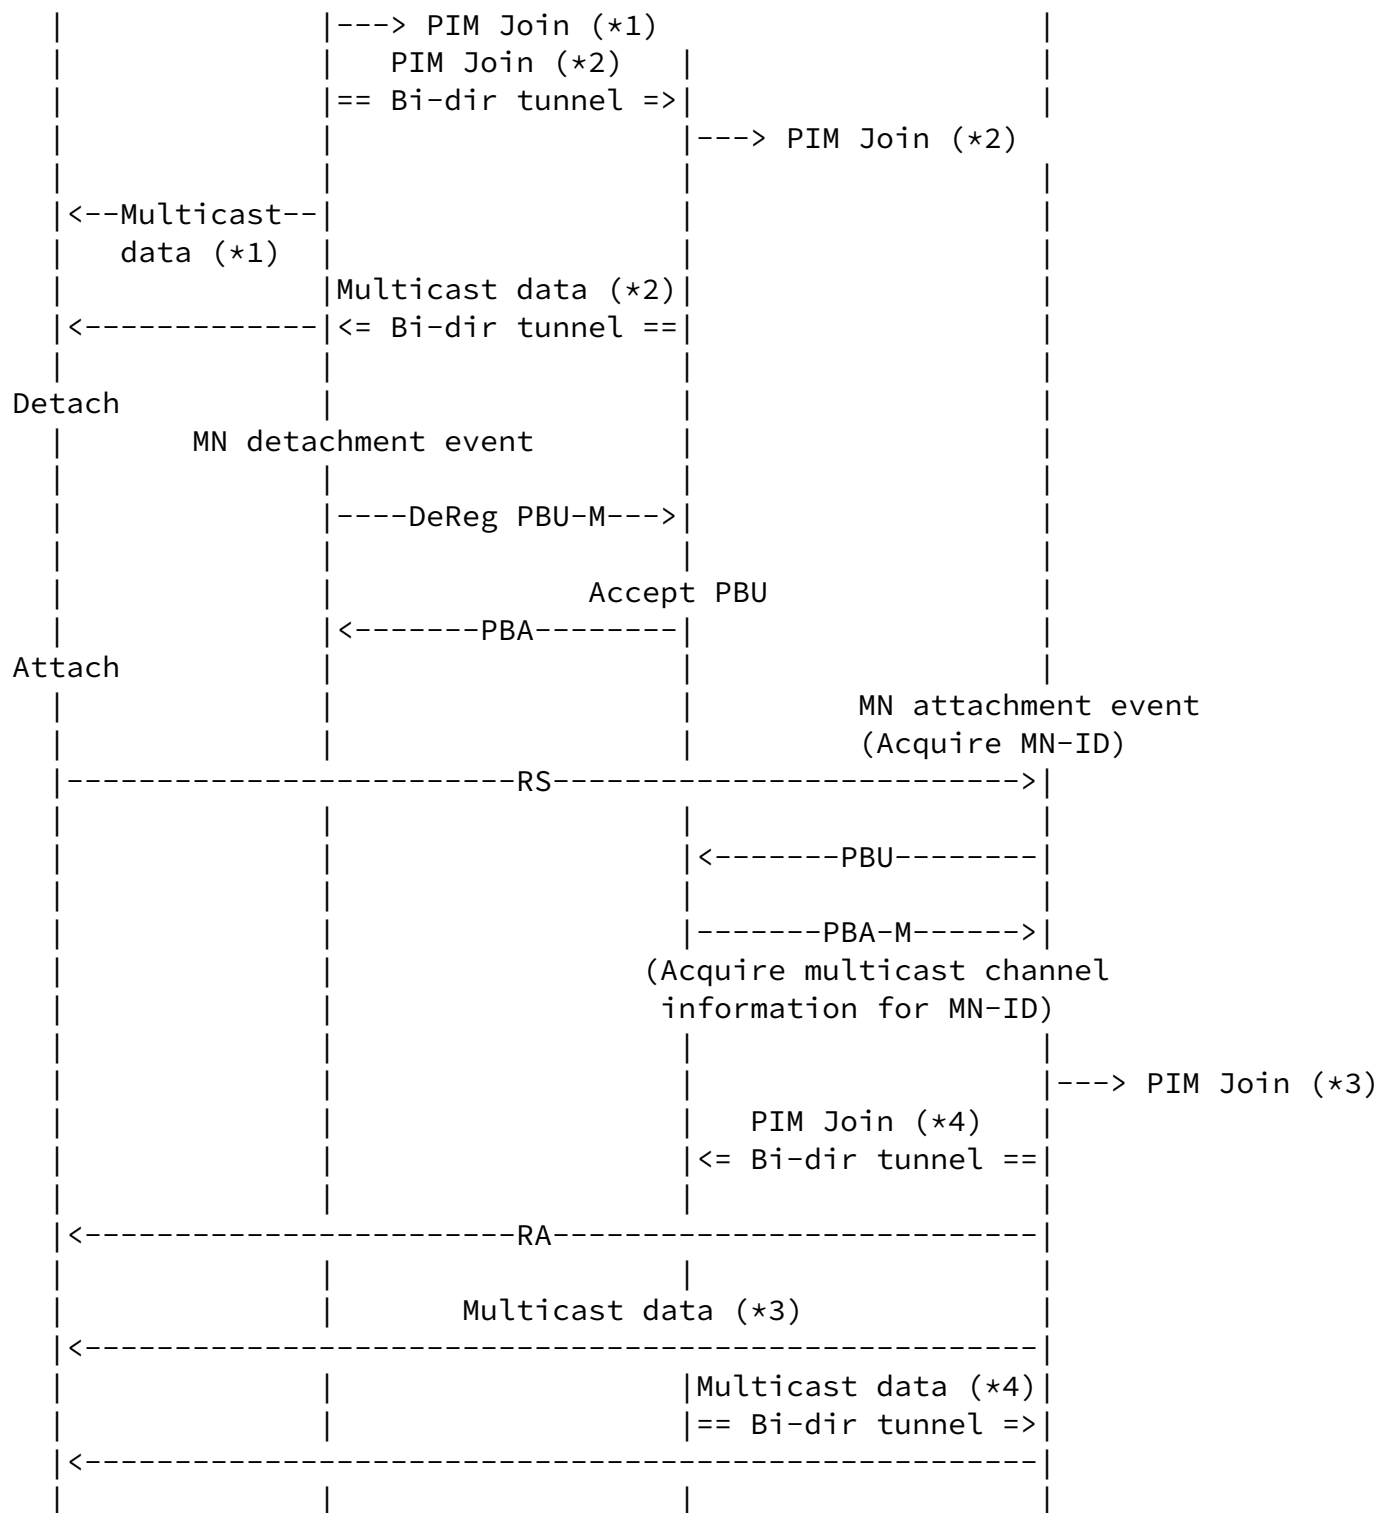 ---> PIM Join (*1)
PIM Join (*2)
== Bi-dir tunnel =>
---> PIM Join (*2)
<--Multicast--
data (*1)
Multicast data (*2)
<------------- <= Bi-dir tunnel ==
Detach
MN detachment event
----DeReg PBU-M--->
Accept PBU
<-------PBA--------
Attach
MN attachment event
(Acquire MN-ID)
-------------------------RS-------------------------->
<-------PBU--------
-------PBA-M------>
(Acquire multicast channel
information for MN-ID)
---> PIM Join (*3)
PIM Join (*4)
<= Bi-dir tunnel ==
<------------------------RA---------------------------
Multicast data (*3)
<-----------------------------------------------------
Multicast data (*4)
== Bi-dir tunnel =>
<-----------------------------------------------------